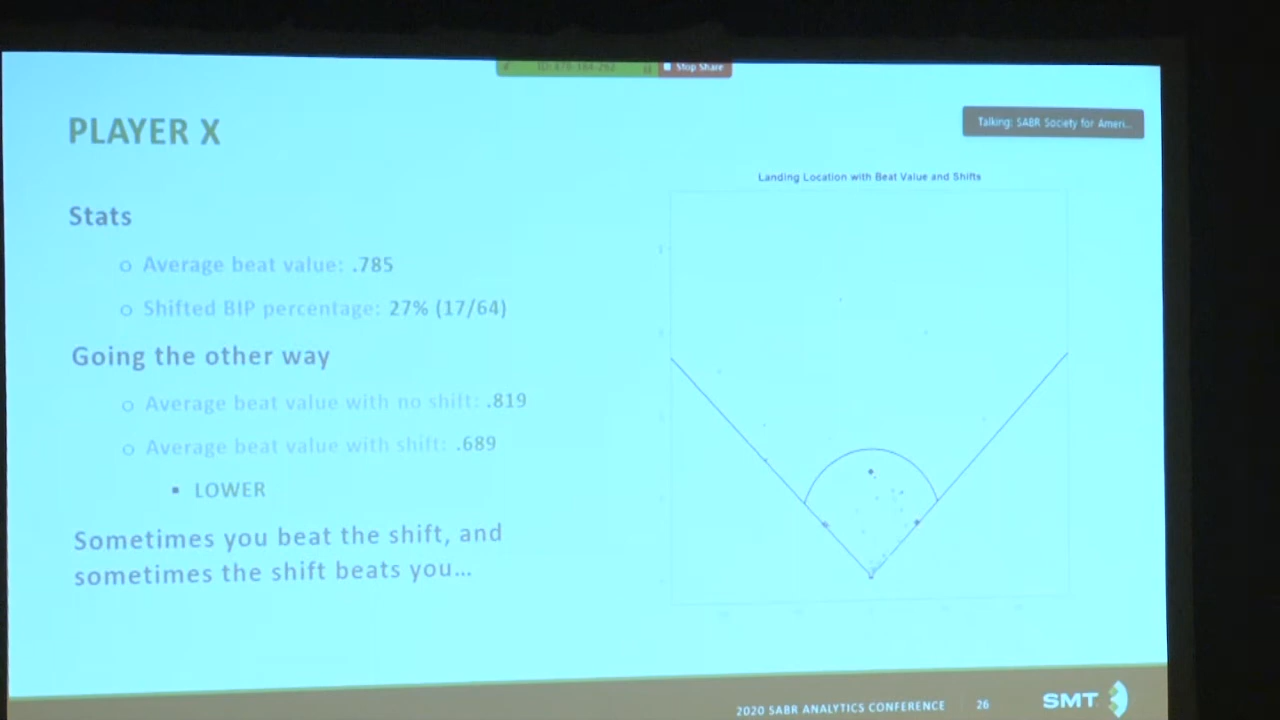 Stop Share
Talking: SABR Society for Ameri...
PLAYER X
Landing Location with Beat Value and Shifts
Stats
Average beat value: .785
Shifted BIP percentage: 27% (17/64)
Going the other way
Average beat value with no shift: .819
Average beat value with shift: .689
LOWER
Sometimes you beat the shift, and
sometimes the shift beats you...
2020 SABR ANALYTICS CONFERENCE 26 SMT